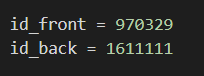 id_front = 970329
id_back = 1611111